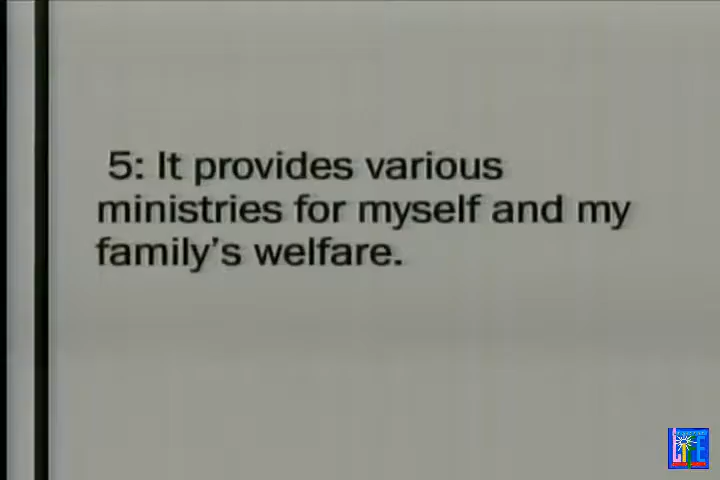 5: It provides various
ministries for myself and my
family's welfare.